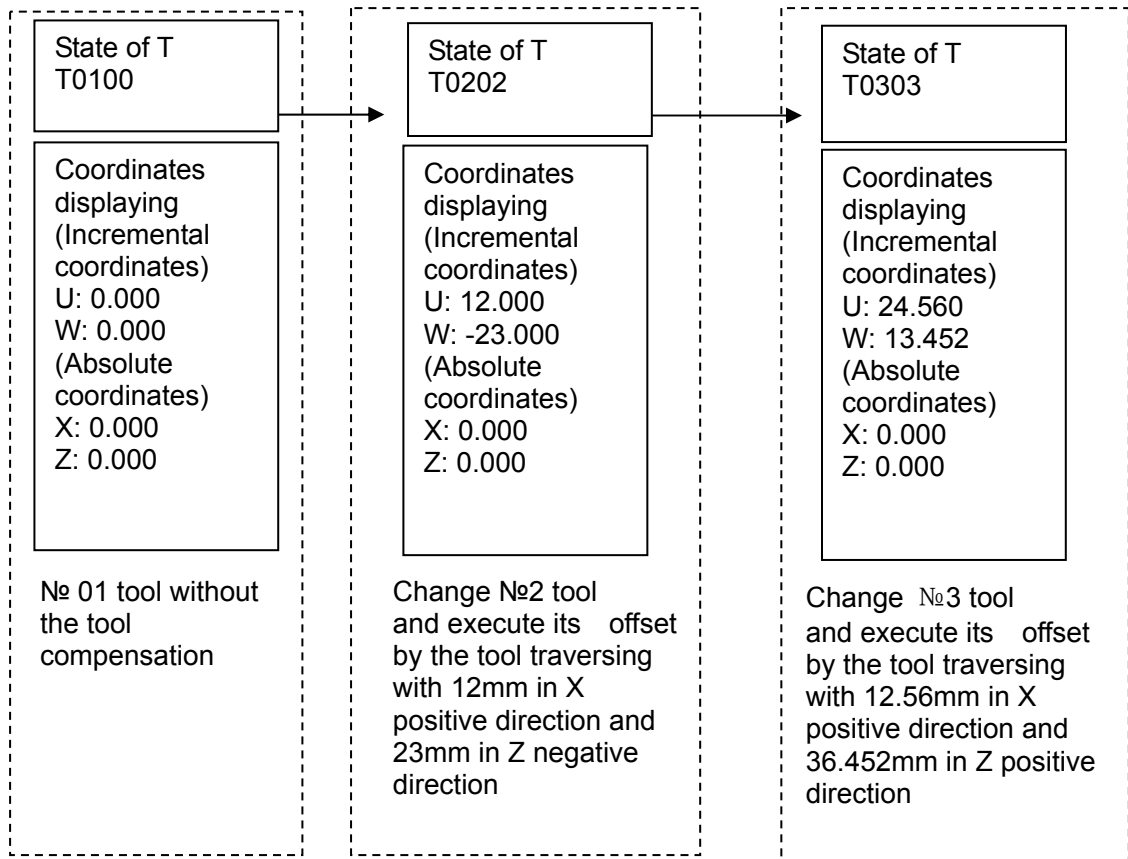 State of T
T0100
Coordinates
displaying
(Incremental
coordinates)
U: 0.000
W: 0.000
(Absolute
coordinates)
X: 0.000
Z: 0.000
№ 01 tool without
the tool
compensation
State of T
T0202
Coordinates
displaying
(Incremental
coordinates)
U: 12.000
W: -23.000
(Absolute
coordinates)
X: 0.000
Z: 0.000
Change №2 tool
and execute its offset
by the tool traversing
with 12mm in X
positive direction and
23mm in Z negative
direction
State of T
T0303
Coordinates
displaying
(Incremental
coordinates)
U: 24.560
W: 13.452
(Absolute
coordinates)
X: 0.000
Z: 0.000
Change №3 tool
and execute its offset
by the tool traversing
with 12.56mm in X
positive direction and
36.452mm in Z positive
direction